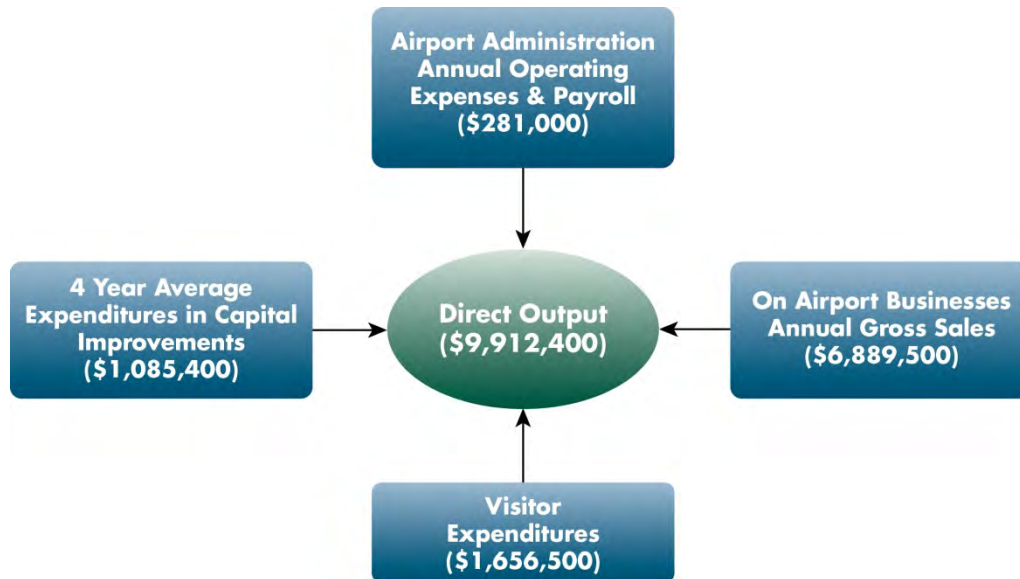 Airport Administration
Annual Operating
Expenses & Payroll
($281,000)
4 Year Average
Expenditures in Capital
Improvements
($1,085,400)
Direct Output
($9,912,400)
On Airport Businesses
Annual Gross Sales
($6,889,500)
Visitor
Expenditures
($1,656,500)